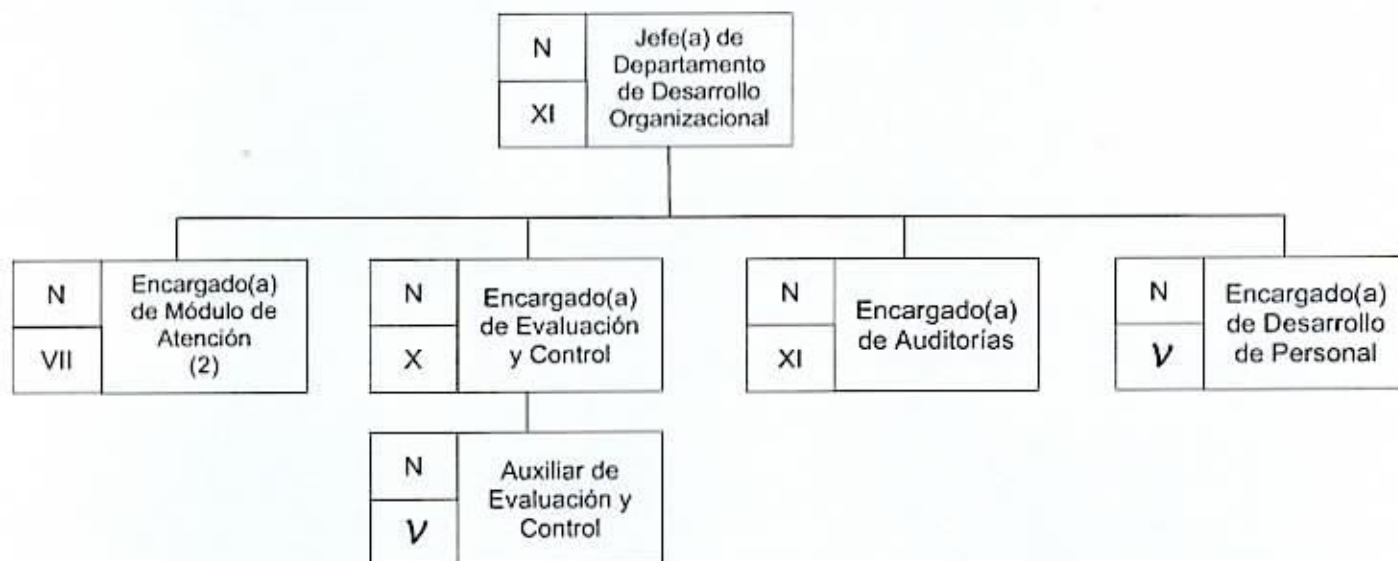 N
XI
Jefe(a) de
Departamento
de Desarrollo
Organizacional
N
VII
Encargado(a)
de Módulo de
Atención
(2)
N
X
Encargado(a)
de Evaluación
y Control
N
XI
Encargado(a)
de Auditorías
N
V
Encargado(a)
de Desarrollo
de Personal
N
V
Auxiliar de
Evaluación y
Control